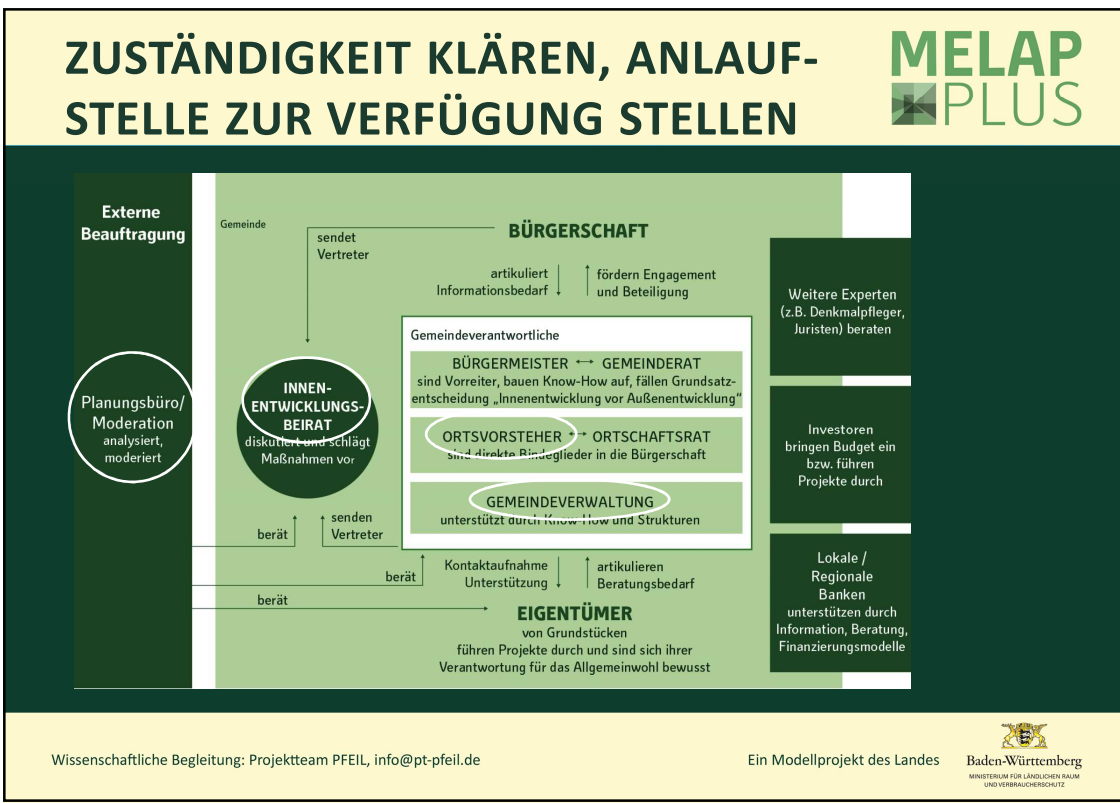 ZUSTÄNDIGKEIT KLÄREN, ANLAUF-
STELLE ZUR VERFÜGUNG STELLEN
MELAP
PLUS
Externe
Beauftragung
Planungsbüro/
Moderation
analysiert,
moderiert
Gemeinde
sendet
Vertreter
BÜRGERSCHAFT
artikuliert
Informationsbedarf
fördern Engagement
und Beteiligung
INNEN-
ENTWICKLUNGS-
BEIRAT
diskutiert und schlägt
Maßnahmen vor
Gemeindeverantwortliche
BÜRGERMEISTER ↔ GEMEINDERAT
sind Vorreiter, bauen Know-How auf, fällen Grundsatz-
entscheidung „Innenentwicklung vor Außenentwicklung“
ORTSVORSTEHER ↔ ORTSCHAFTSRAT
sind direkte Bindeglieder in die Bürgerschaft
GEMEINDEVERWALTUNG
unterstützt durch Know-How und Strukturen
berät
senden
Vertreter
berät
berät
Kontaktaufnahme
Unterstützung
artikulieren
Beratungsbedarf
EIGENTÜMER
von Grundstücken
führen Projekte durch und sind sich ihrer
Verantwortung für das Allgemeinwohl bewusst
Weitere Experten
(z.B. Denkmalpfleger,
Juristen) beraten
Investoren
bringen Budget ein
bzw. führen
Projekte durch
Lokale /
Regionale
Banken
unterstützen durch
Information, Beratung,
Finanzierungsmodelle
Wissenschaftliche Begleitung: Projektteam PFEIL, info@pt-pfeil.de
Ein Modellprojekt des Landes
Baden-Württemberg
MINISTERIUM FÜR LÄNDLICHEN RAUM
UND VERBRAUCHERSCHUTZ